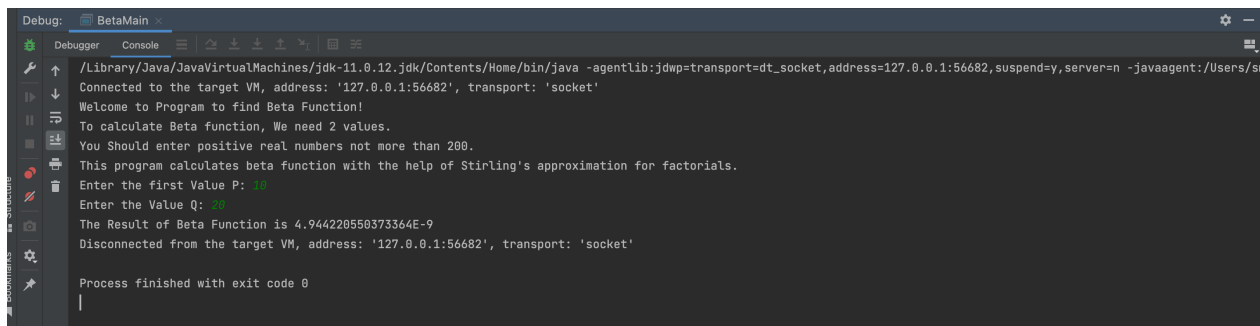 Debug: BetaMain
Debugger Console
/Library/Java/JavaVirtualMachines/jdk-11.0.12.jdk/Contents/Home/bin/java -agentlib:jdwp=transport=dt_socket,address=127.0.0.1:56682,suspend=y,server=n -javaagent:/Users/s
Connected to the target VM, address: '127.0.0.1:56682', transport: 'socket'
Welcome to Program to find Beta Function!
To calculate Beta function, We need 2 values.
You Should enter positive real numbers not more than 200.
This program calculates beta function with the help of Stirling's approximation for factorials.
Enter the first Value P: 10
Enter the Value Q: 20
The Result of Beta Function is 4.944220550373364E-9
Disconnected from the target VM, address: '127.0.0.1:56682', transport: 'socket'
Process finished with exit code 0
Structure
Bookmarks